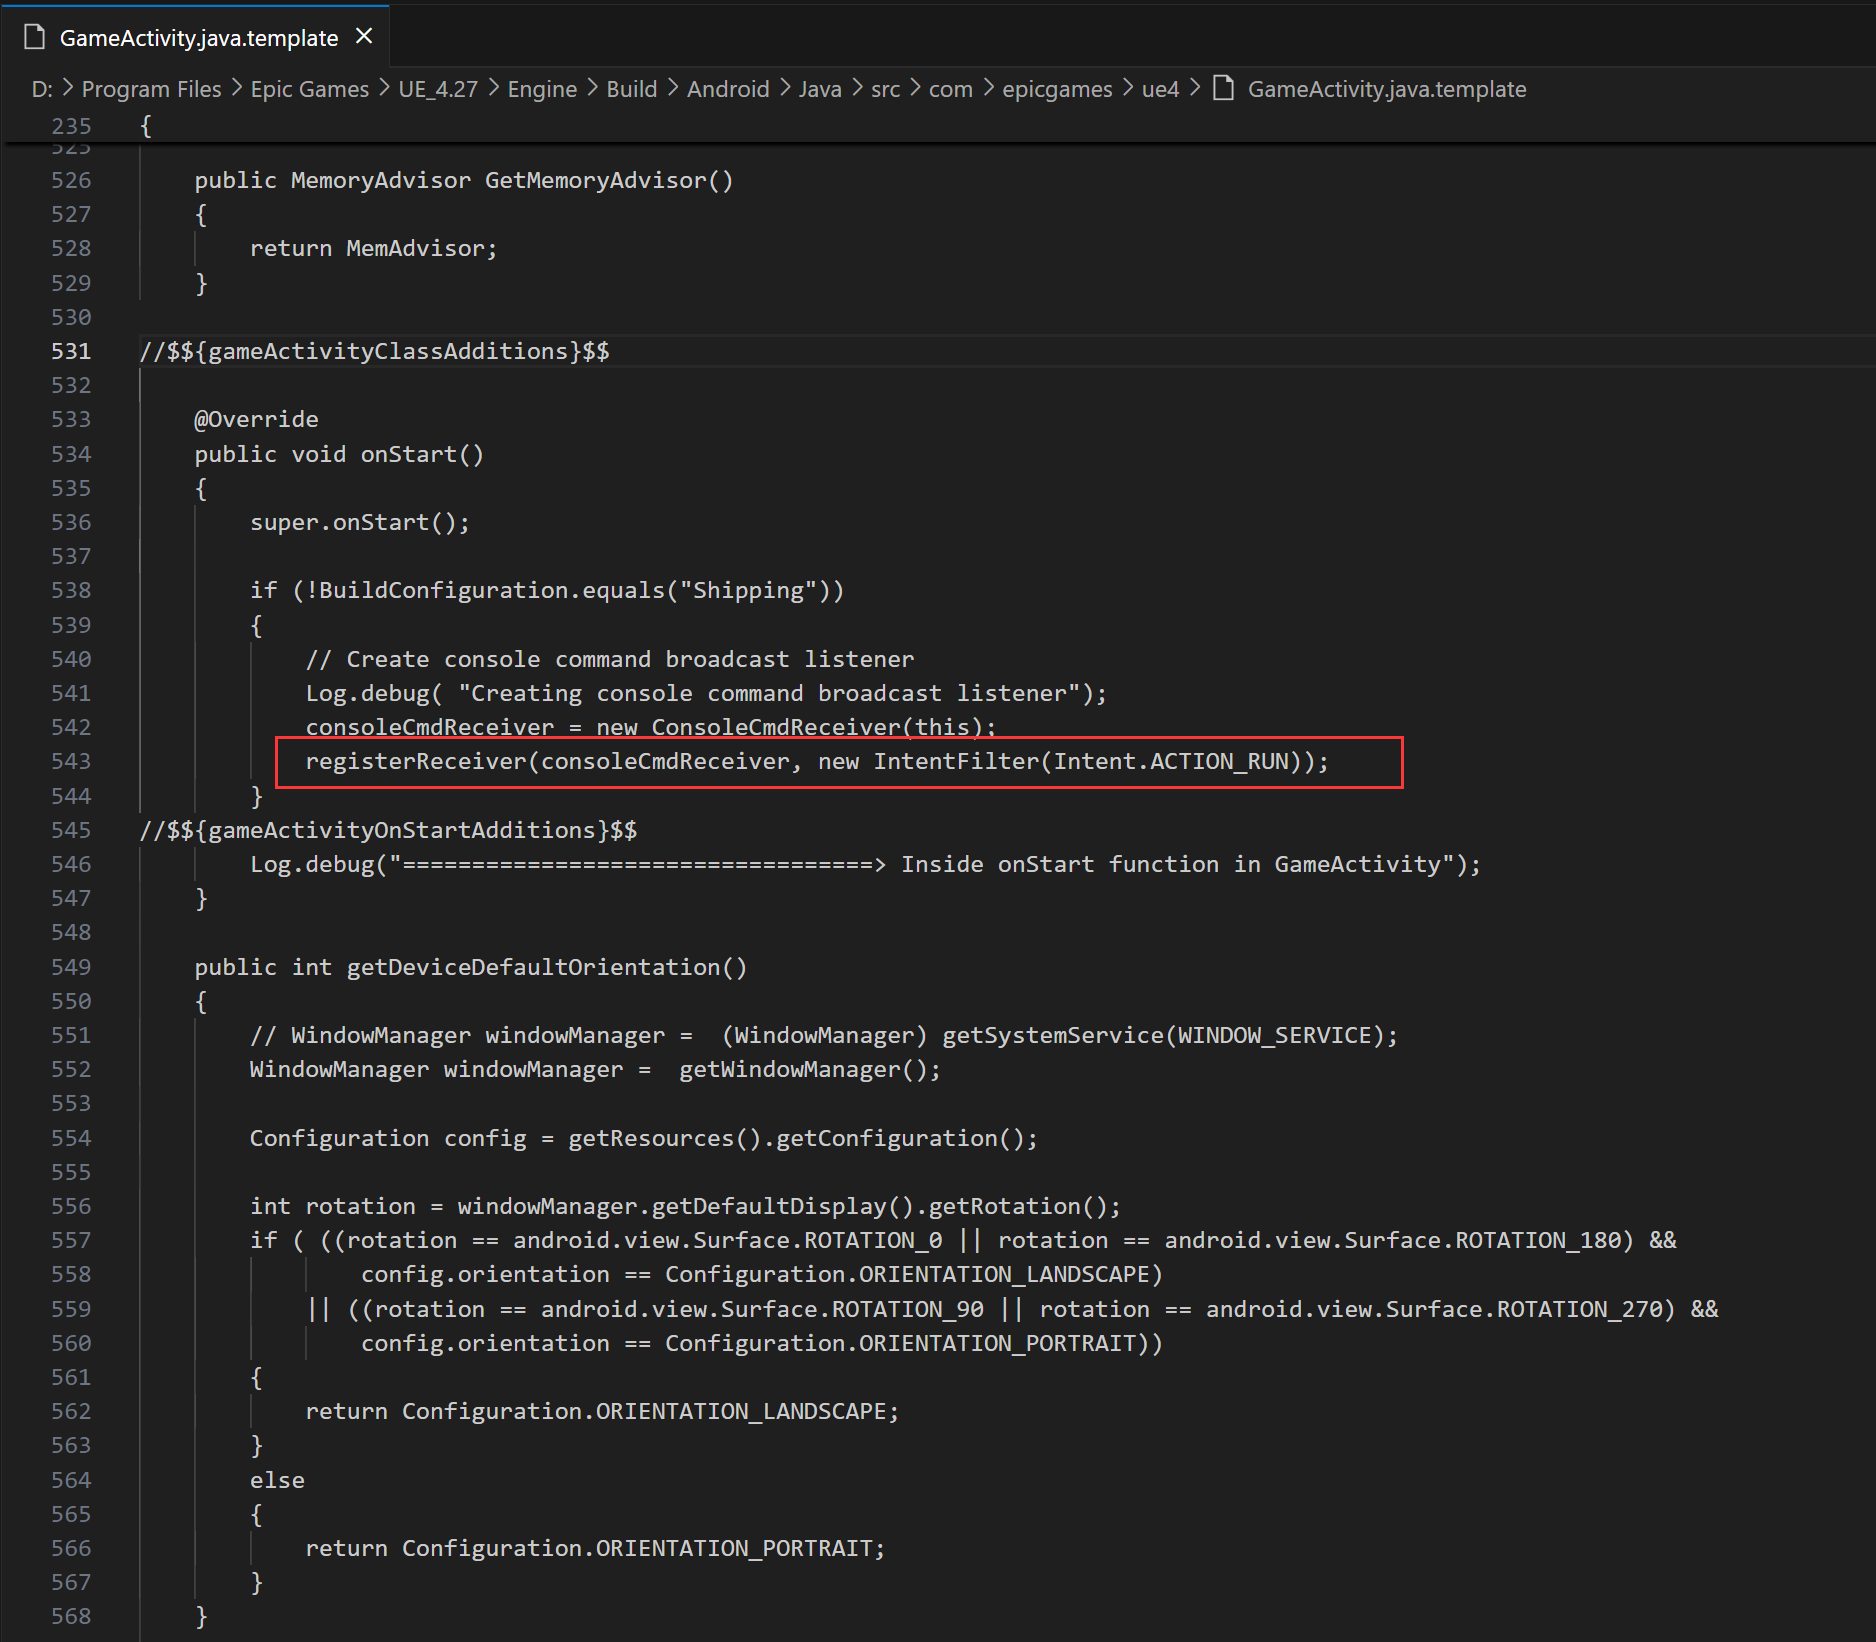 GameActivity.java.template
D: > Program Files > Epic Games > UE_4.27 > Engine > Build > Android > Java > src > com > epicgames > ue4 > GameActivity.java.template
235 {
525
526 public MemoryAdvisor GetMemoryAdvisor()
527 {
528 return MemAdvisor;
529 }
530
531 //$${gameActivityClassAdditions}$$
532
533 @Override
534 public void onStart()
535 {
536 super.onStart();
537
538 if (!BuildConfiguration.equals("Shipping"))
539 {
540 // Create console command broadcast listener
541 Log.debug( "Creating console command broadcast listener");
542 consoleCmdReceiver = new ConsoleCmdReceiver(this);
543 registerReceiver(consoleCmdReceiver, new IntentFilter(Intent.ACTION_RUN));
544 }
545 //$${gameActivityOnStartAdditions}$$
546 Log.debug("==================================> Inside onStart function in GameActivity");
547 }
548
549 public int getDeviceDefaultOrientation()
550 {
551 // WindowManager windowManager =  (WindowManager) getSystemService(WINDOW_SERVICE);
552 WindowManager windowManager =  getWindowManager();
553
554 Configuration config = getResources().getConfiguration();
555
556 int rotation = windowManager.getDefaultDisplay().getRotation();
557 if ( ((rotation == android.view.Surface.ROTATION_0 || rotation == android.view.Surface.ROTATION_180) &&
558 config.orientation == Configuration.ORIENTATION_LANDSCAPE)
559 || ((rotation == android.view.Surface.ROTATION_90 || rotation == android.view.Surface.ROTATION_270) &&
560 config.orientation == Configuration.ORIENTATION_PORTRAIT))
561 {
562 return Configuration.ORIENTATION_LANDSCAPE;
563 }
564 else
565 {
566 return Configuration.ORIENTATION_PORTRAIT;
567 }
568 }